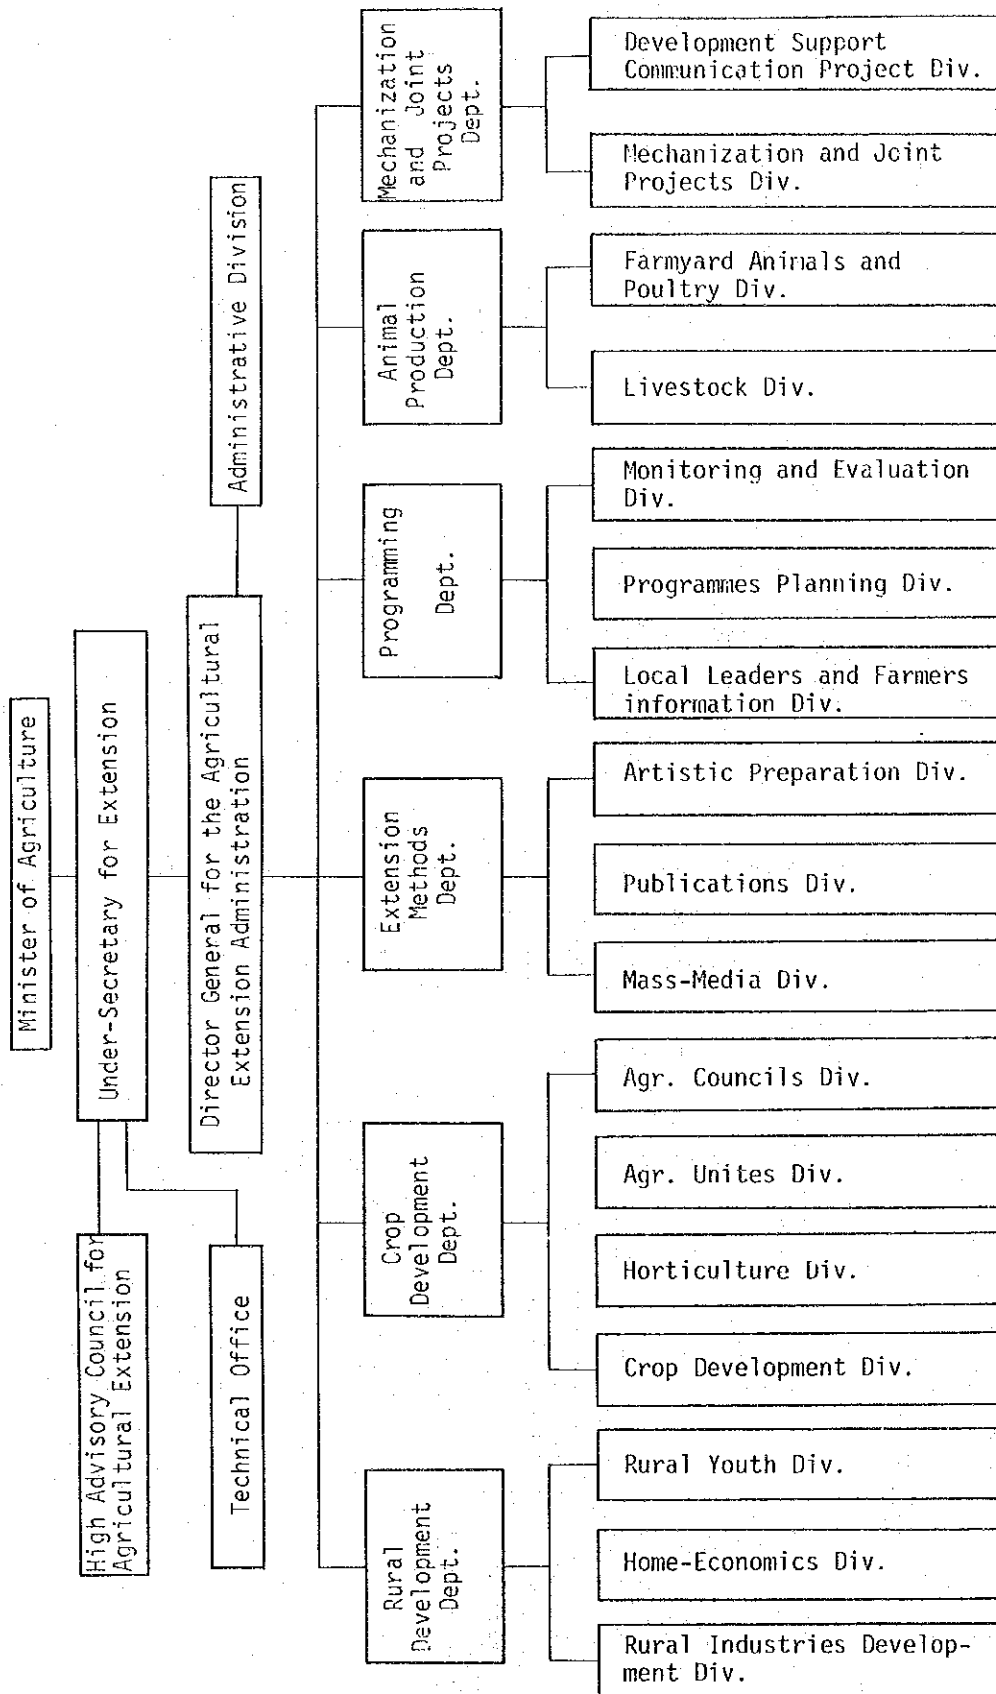 Minister of Agriculture
Under-Secretary for Extension
High Advisory Council for
Agricultural Extension
Technical Office
Director General for the Agricultural
Extension Administration
Administrative Division
Rural
Development
Dept.
Crop
Development
Dept.
Extension
Methods
Dept.
Programming
Dept.
Animal
Production
Dept.
Mechanization
and Joint
Projects
Dept.
Rural Industries Develop-
ment Div.
Home-Economics Div.
Rural Youth Div.
Crop Development Div.
Horticulture Div.
Agr. Unites Div.
Agr. Councils Div.
Mass-Media Div.
Publications Div.
Artistic Preparation Div.
Local Leaders and Farmers
information Div.
Programmes Planning Div.
Monitoring and Evaluation
Div.
Livestock Div.
Farmyard Animals and
Poultry Div.
Mechanization and Joint
Projects Div.
Development Support
Communication Project Div.